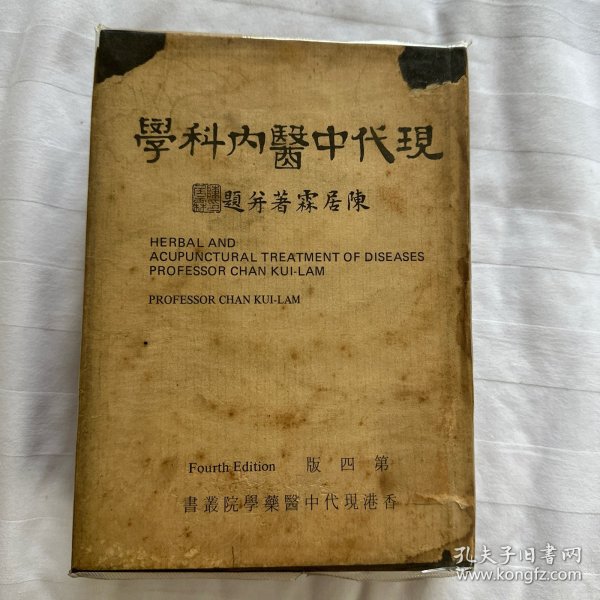 現代中醫內科學
陳居霖著并題
HERBAL AND
ACUPUNCTURAL TREATMENT OF DISEASES
PROFESSOR CHAN KUI-LAM
PROFESSOR CHAN KUI-LAM
Fourth Edition 第四版
香港現代中醫藥學院叢書
孔夫子旧书网
www.kongfz.com